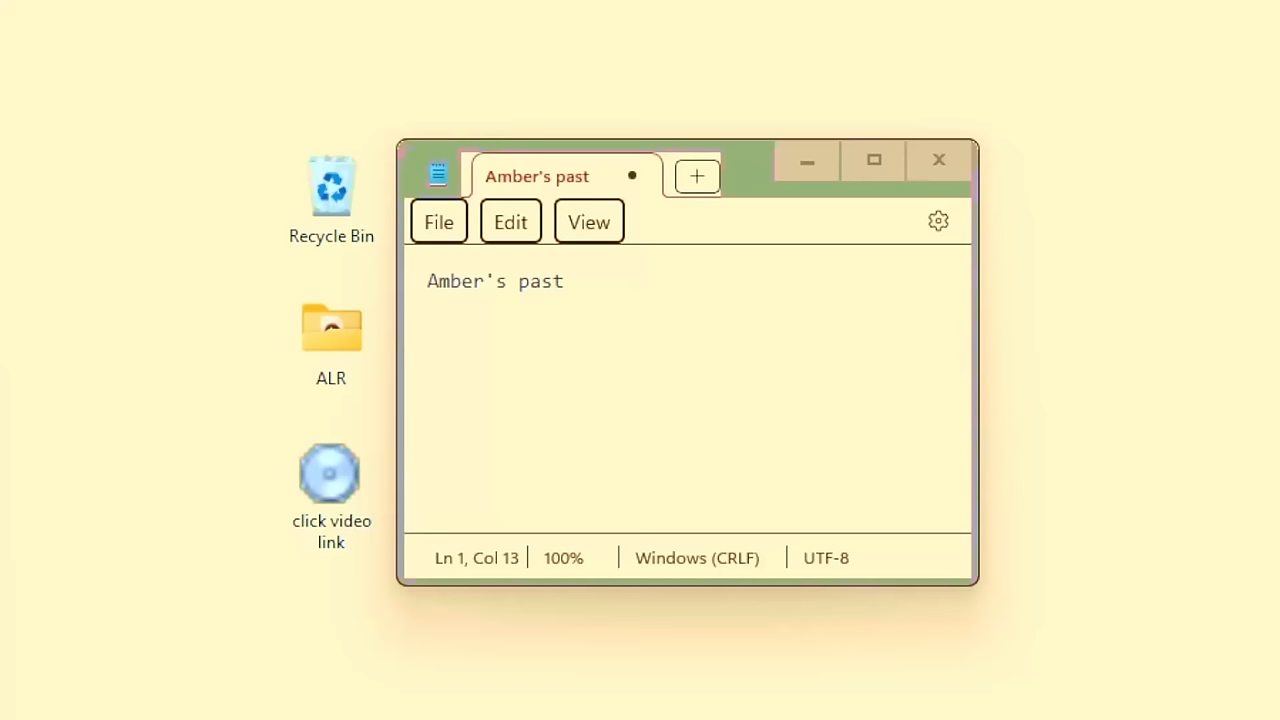 Recycle Bin
ALR
click video
link
Amber's past
File Edit View
Amber's past
Ln 1, Col 13 100% Windows (CRLF) UTF-8